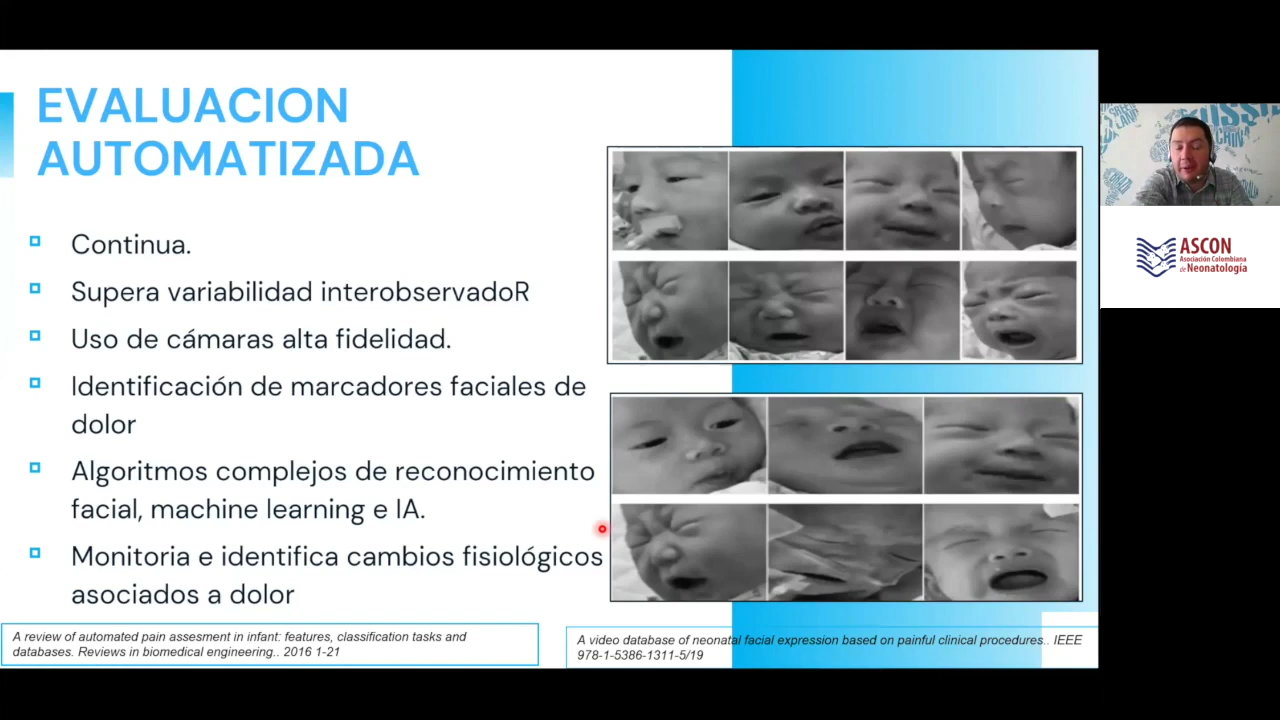 EVALUACION
AUTOMATIZADA
Continua.
Supera variabilidad interobservadoR
Uso de cámaras alta fidelidad.
Identificación de marcadores faciales de
dolor
Algoritmos complejos de reconocimiento
facial, machine learning e IA.
Monitoria e identifica cambios fisiológicos
asociados a dolor
A review of automated pain assesment in infant: features, classification tasks and
databases. Reviews in biomedical engineering.. 2016 1-21
A video database of neonatal facial expression based on painful clinical procedures.. IEEE
978-1-5386-1311-5/19
ASCON
Asociación Colombiana
de Neonatología